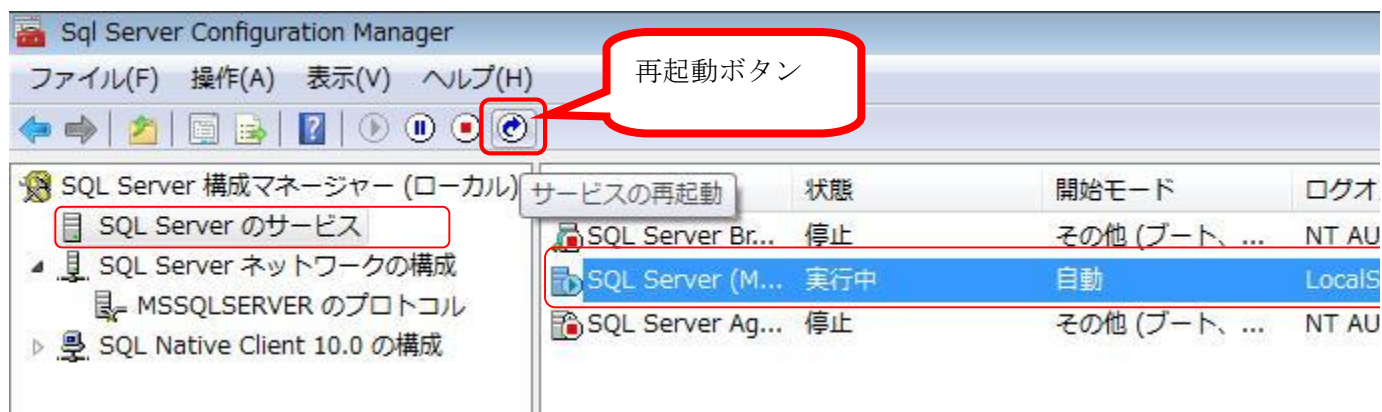 Sql Server Configuration Manager
ファイル(F) 操作(A) 表示(V) ヘルプ(H)
再起動ボタン
SQL Server 構成マネージャー (ローカル)
SQL Server のサービス
SQL Server ネットワークの構成
MSSQLSERVER のプロトコル
SQL Native Client 10.0 の構成
サービスの再起動
状態 開始モード ログオ
SQL Server Br... 停止 その他 (ブート、 ... NT AU
SQL Server (M... 実行中 自動 LocalS
SQL Server Ag... 停止 その他 (ブート、 ... NT AU